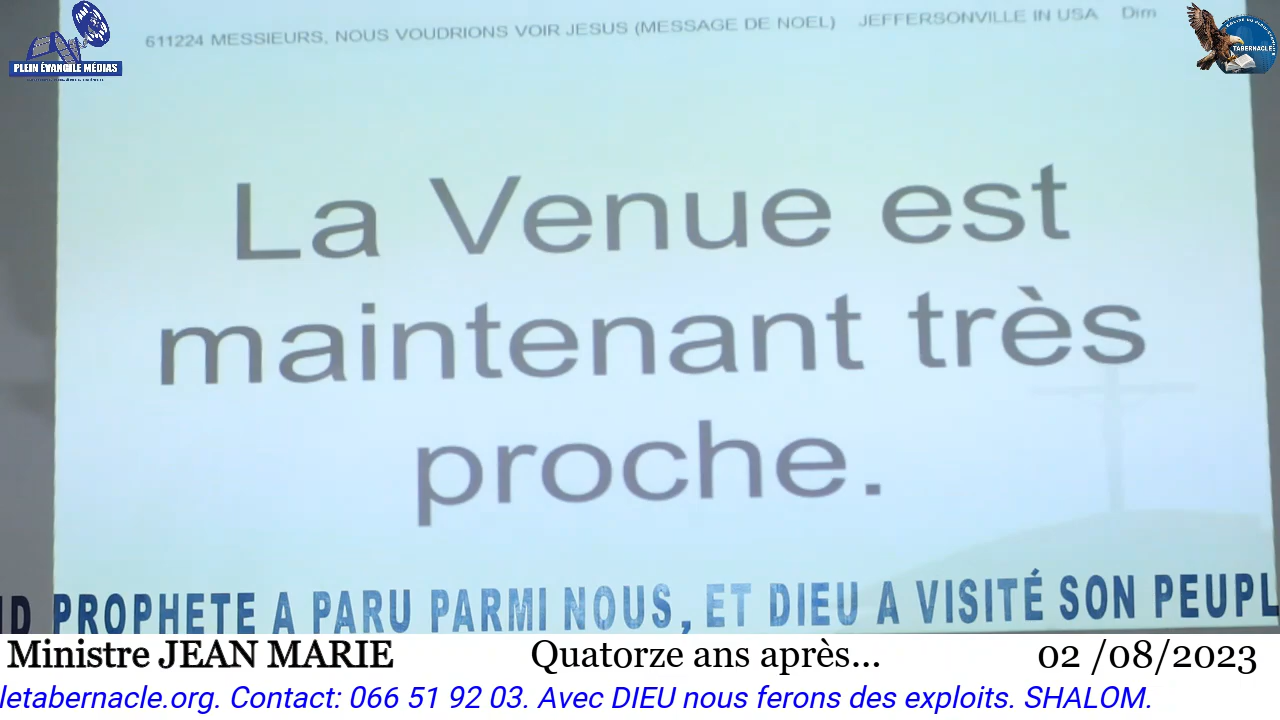 611224 MESSIEURS, NOUS VOUDRIONS VOIR JESUS (MESSAGE DE NOEL) JEFFERSONVILLE IN USA Dim
PLEIN ÉVANGILE MÉDIAS
TABERNACLE
La Venue est
maintenant très
proche.
ND PROPHETE A PARU PARMI NOUS, ET DIEU A VISITÉ SON PEUPL
Ministre JEAN MARIE Quatorze ans après... 02 /08/2023
letabernacle.org. Contact: 066 51 92 03. Avec DIEU nous ferons des exploits. SHALOM.